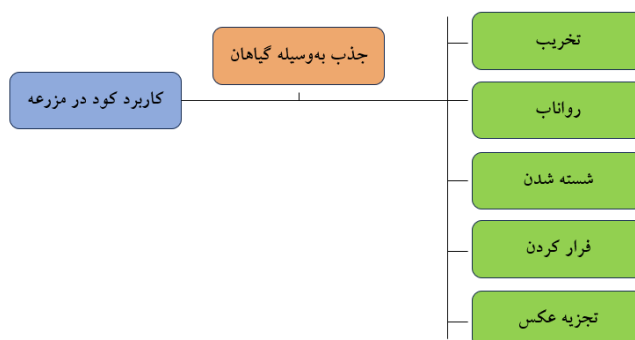 تخریب
جذب به‌وسیله گیاهان
کاربرد کود در مزرعه
رواناب
شسته شدن
فرار کردن
تجزیه عکس